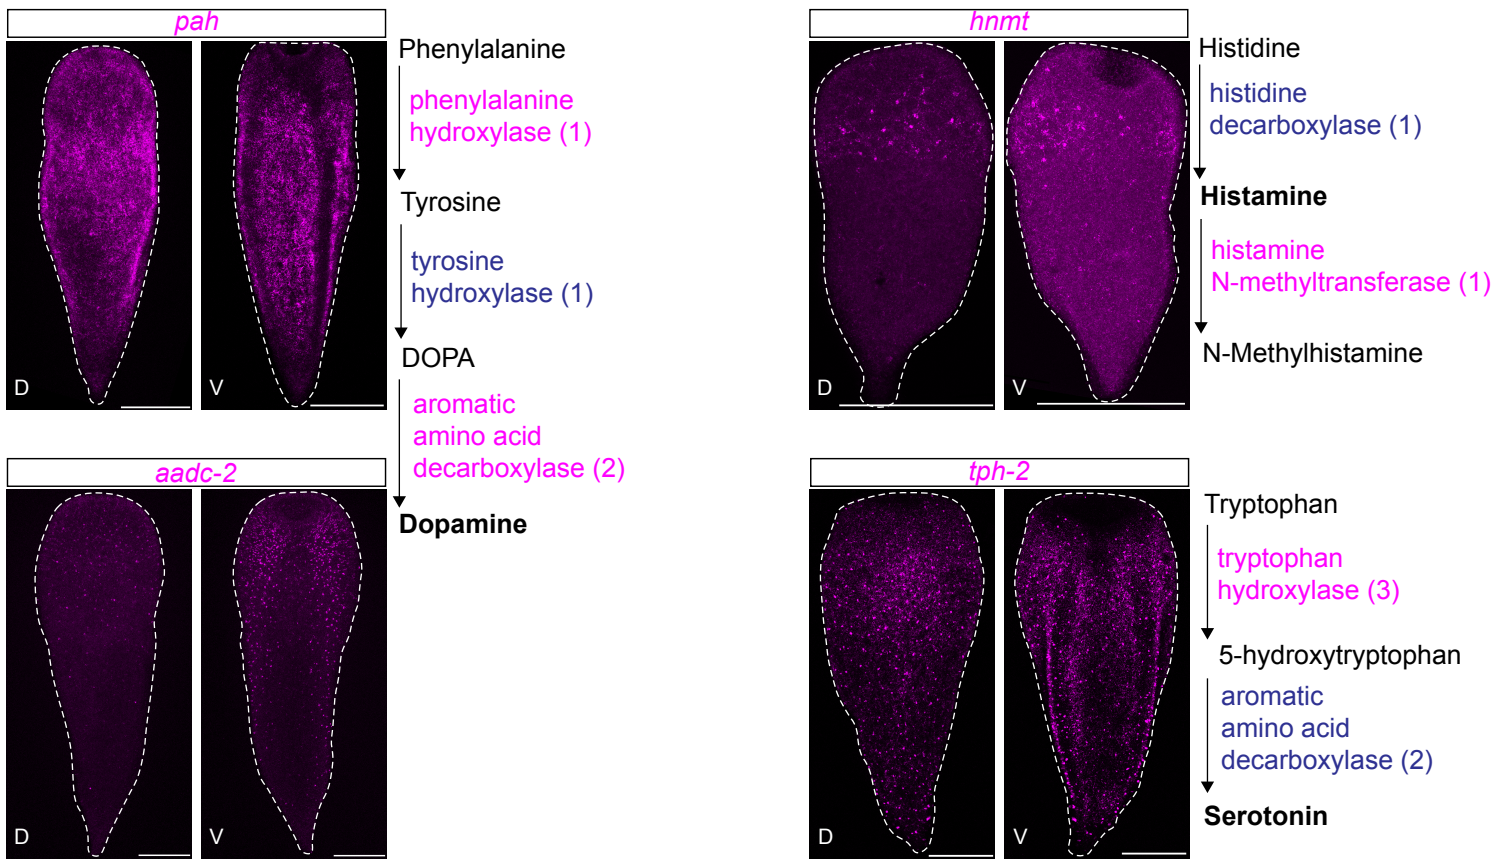 pah
D
V
Phenylalanine
phenylalanine
hydroxylase (1)
Tyrosine
tyrosine
hydroxylase (1)
DOPA
aromatic
amino acid
decarboxylase (2)
Dopamine
aadc-2
D
V
hnmt
D
V
Histidine
histidine
decarboxylase (1)
Histamine
histamine
N-methyltransferase (1)
N-Methylhistamine
tph-2
D
V
Tryptophan
tryptophan
hydroxylase (3)
5-hydroxytryptophan
aromatic
amino acid
decarboxylase (2)
Serotonin